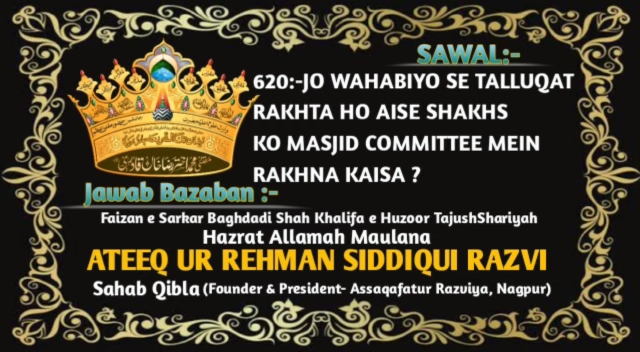 SAWAL:-
620:-JO WAHABIYO SE TALLUQAT
RAKHTA HO AISE SHAKHS
KO MASJID COMMITTEE MEIN
RAKHNA KAISA ?
Jawab Bazaban :-
Faizan e Sarkar Baghdadi Shah Khalifa e Huzoor TajushShariyah
Hazrat Allamah Maulana
ATEEQ UR REHMAN SIDDIQUI RAZVI
Sahab Qibla (Founder & President- Assaqafatur Razuiya, Nagpur)